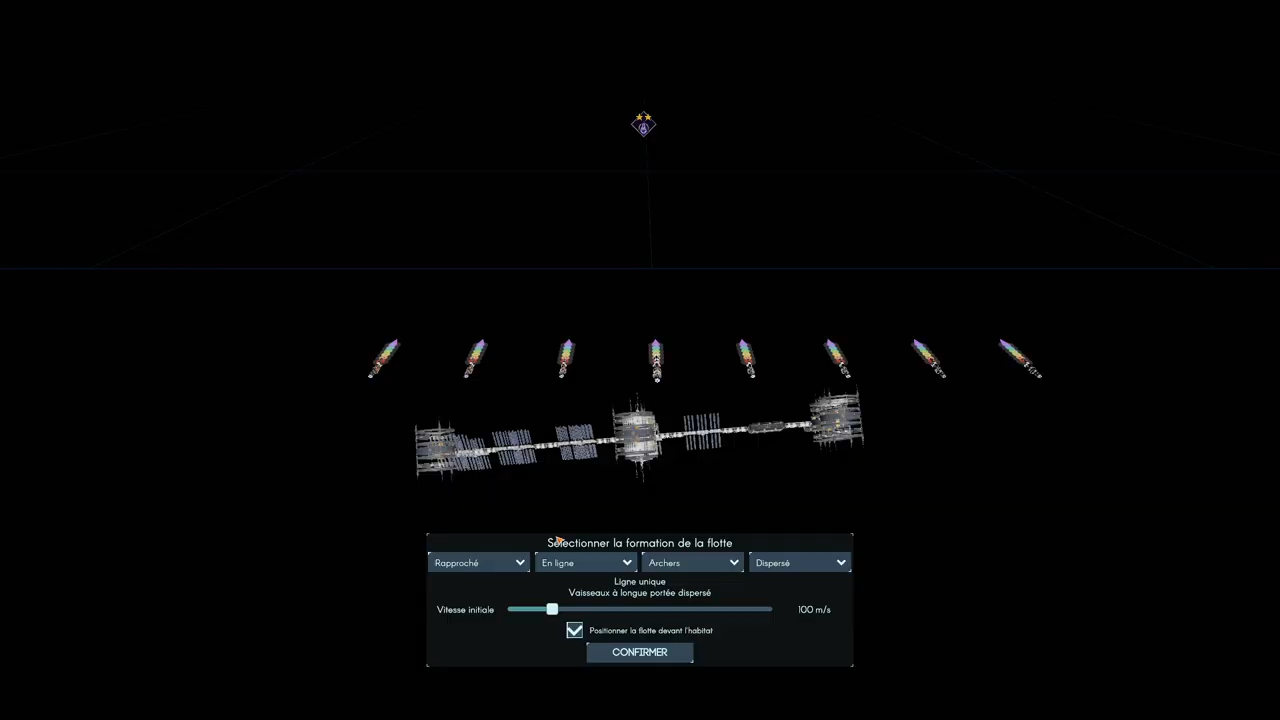 Sélectionner la formation de la flotte
Rapproché
En ligne
Archers
Dispersé
Ligne unique
Vaisseaux à longue portée dispersé
Vitesse initiale
100 m/s
Positionner la flotte devant l'habitat
CONFIRMER